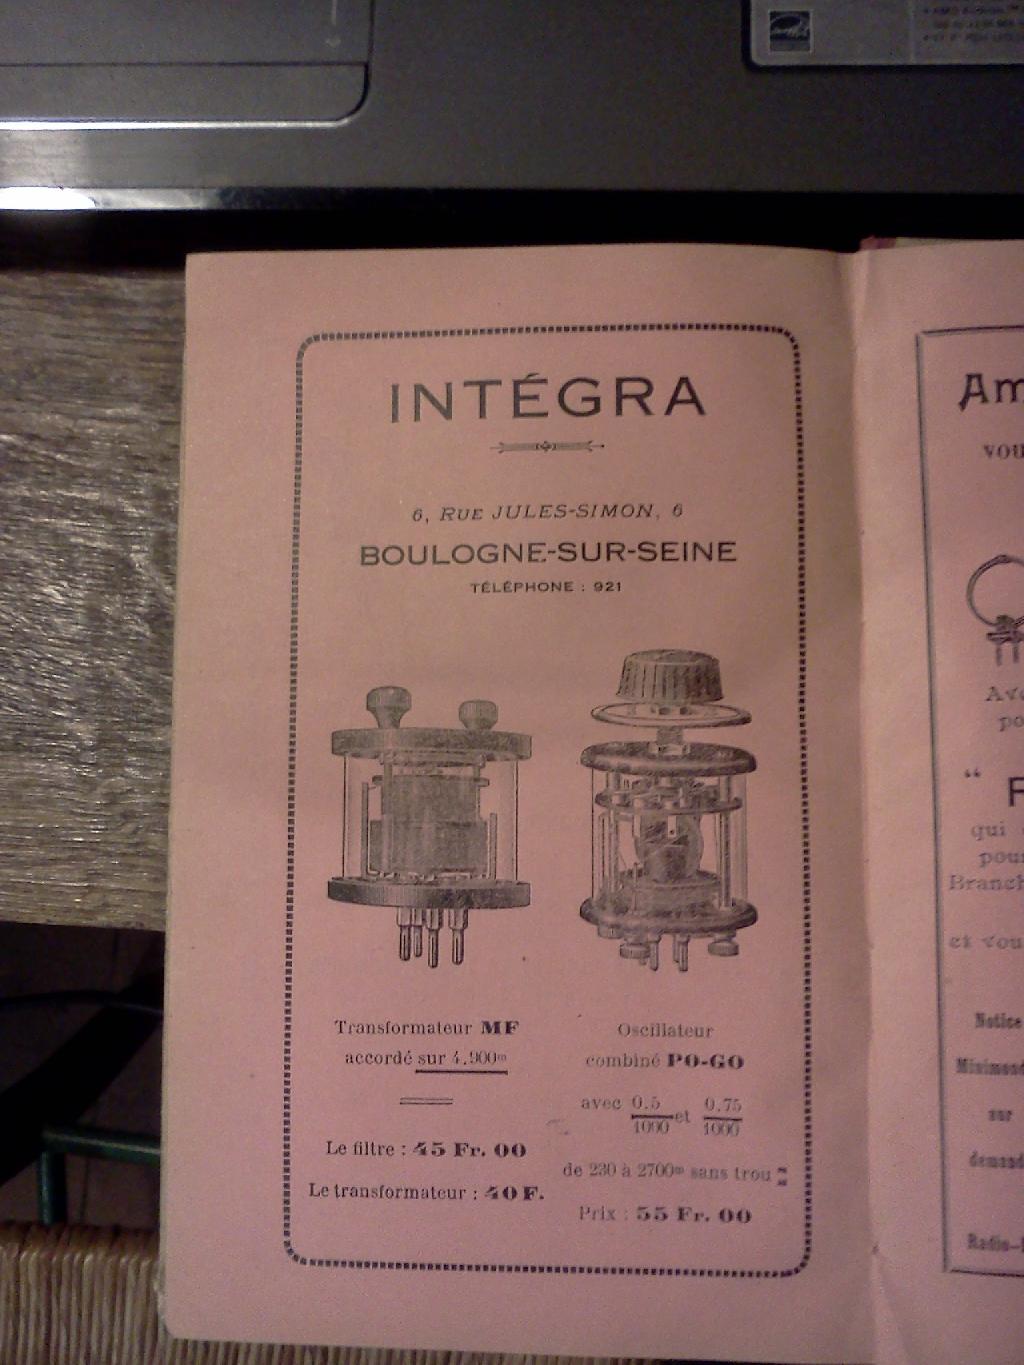 INTÉGRA
6, RUE JULES-SIMON, 6
BOULOGNE-SUR-SEINE
TÉLÉPHONE : 921
Transformateur MF
accordé sur 4.900m
Le filtre : 45 Fr. 00
Le transformateur : 40 F.
Oscillateur
combiné PO-GO
avec 0.5/1000 et 0.75/1000
de 230 à 2700m sans trou
Prix : 55 Fr. 00
Am
vou
Ave
po
“ F
qui
pour
Branch
et vou
Notice
sur
demand
Radio-